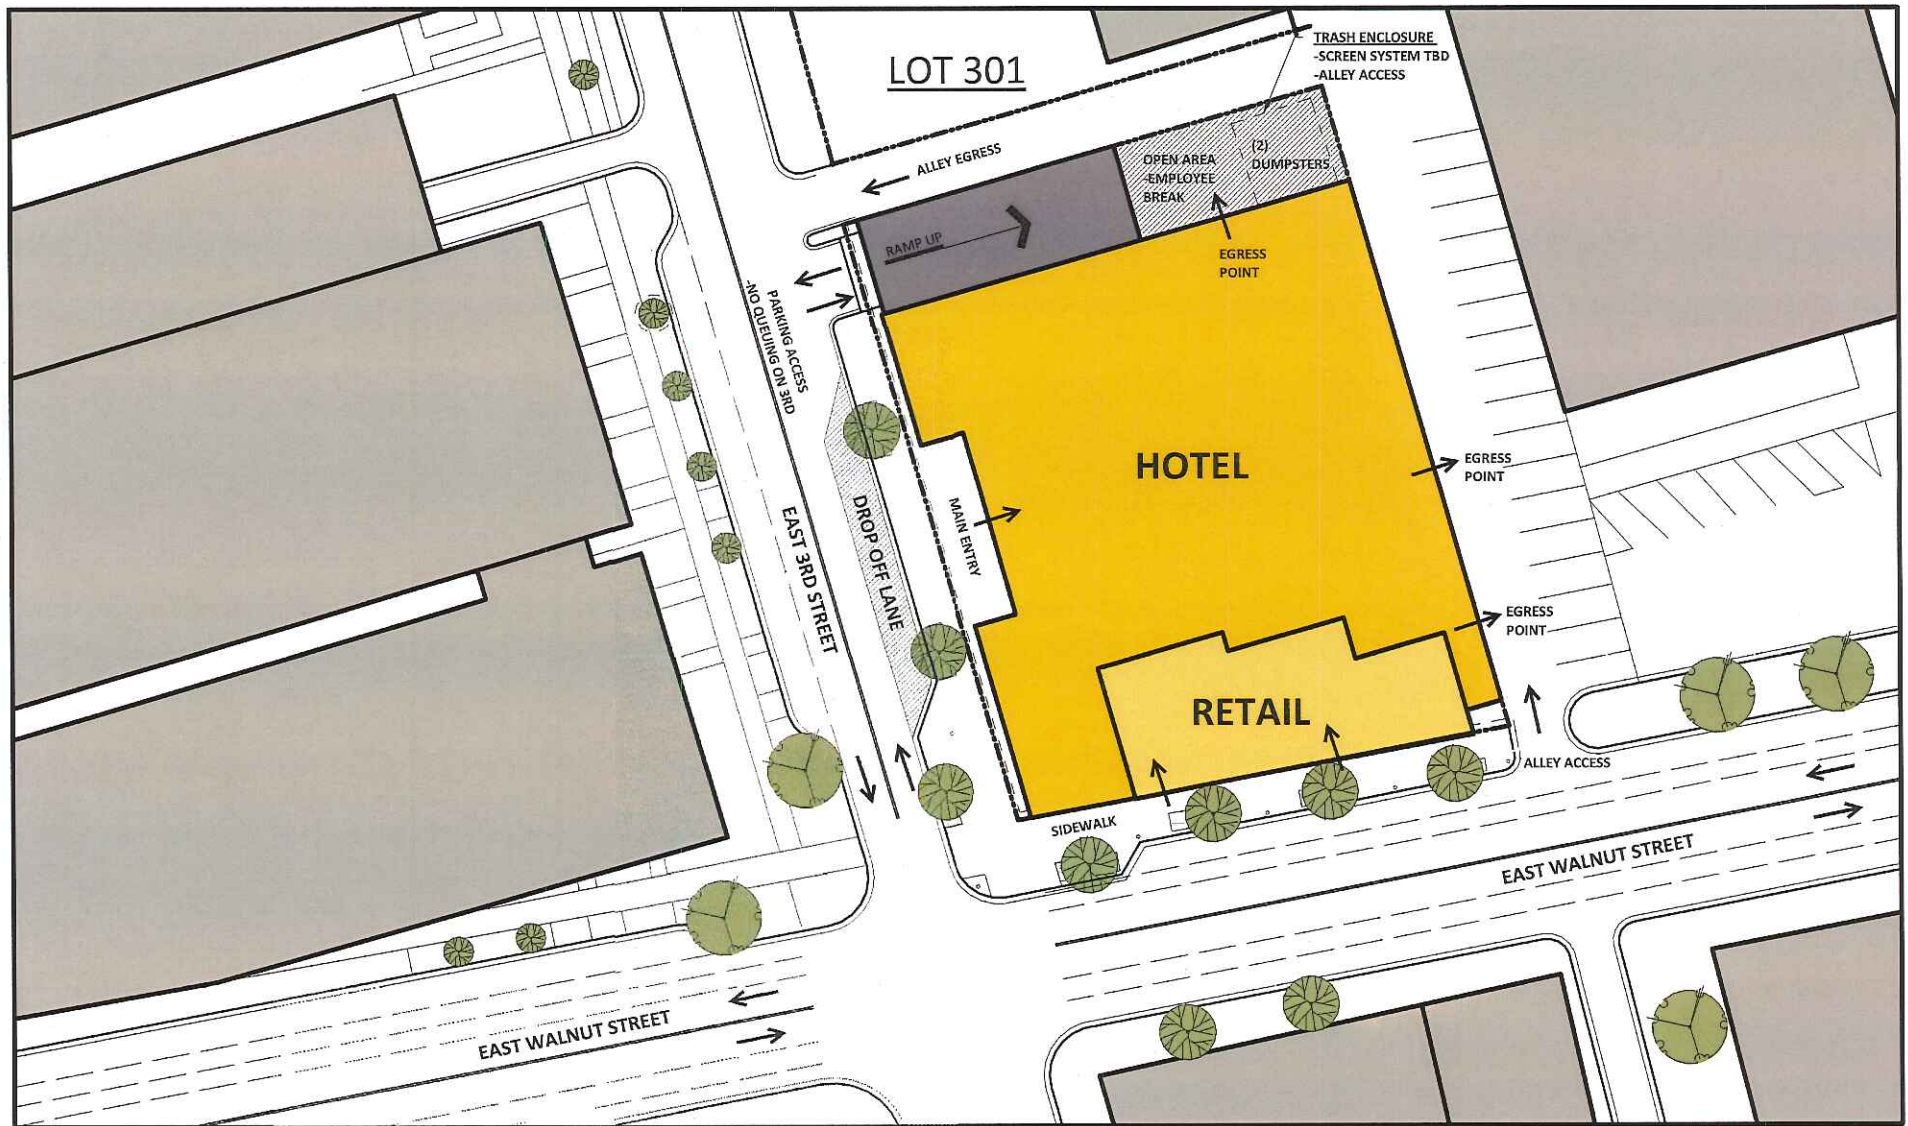 LOT 301
TRASH ENCLOSURE
-SCREEN SYSTEM TBD
-ALLEY ACCESS
ALLEY EGRESS
OPEN AREA
-EMPLOYEE
BREAK
(2)
DUMPSTERS
RAMP UP
EGRESS
POINT
PARKING ACCESS
-NO QUEUING ON 3RD
HOTEL
EGRESS
POINT
MAIN ENTRY
DROP OFF LANE
EAST 3RD STREET
EGRESS
POINT
RETAIL
ALLEY ACCESS
SIDEWALK
EAST WALNUT STREET
EAST WALNUT STREET